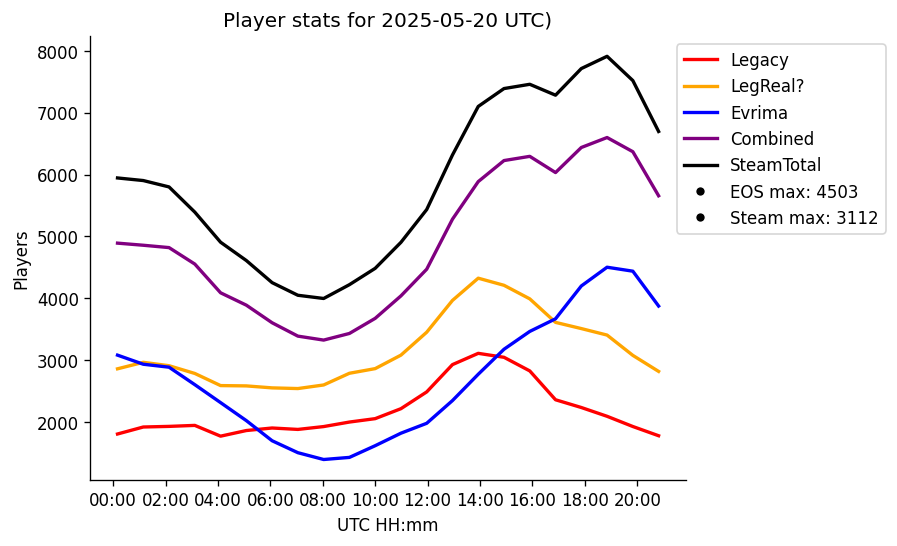 Player stats for 2025-05-20 UTC)
8000
7000
6000
5000
4000
3000
2000
Players
00:00 02:00 04:00 06:00 08:00 10:00 12:00 14:00 16:00 18:00 20:00
UTC HH:mm
Legacy
LegReal?
Evrima
Combined
SteamTotal
EOS max: 4503
Steam max: 3112